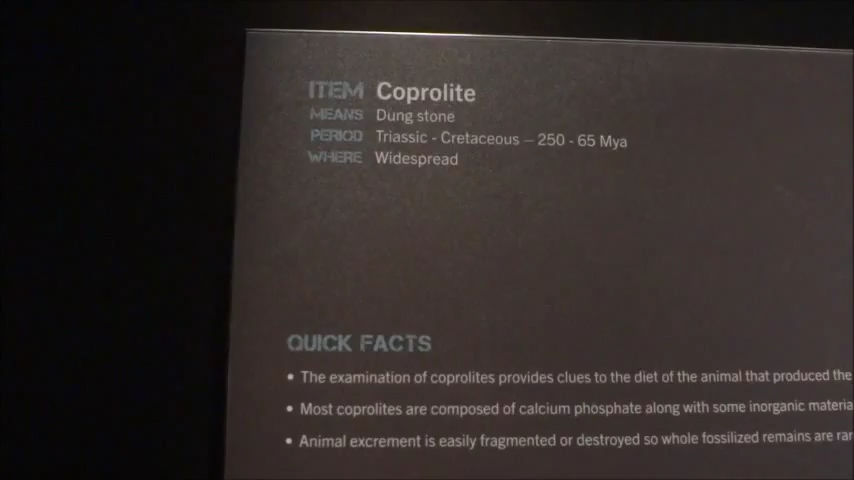 ITEM Coprolite
MEANS Dung stone
PERIOD Triassic - Cretaceous – 250 - 65 Mya
WHERE Widespread
QUICK FACTS
• The examination of coprolites provides clues to the diet of the animal that produced the
• Most coprolites are composed of calcium phosphate along with some inorganic
• Animal excrement is easily fragmented or destroyed so whole fossilized remains are